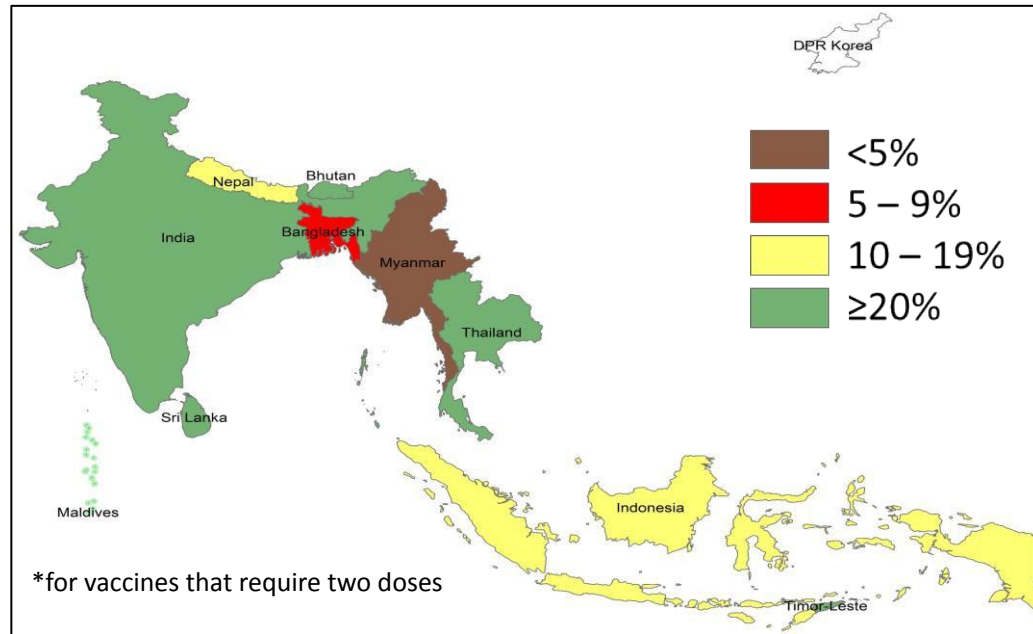 DPR Korea
<5%
5 – 9%
10 – 19%
≥20%
Nepal
Bhutan
India
Bangladesh
Myanmar
Thailand
Sri Lanka
Maldives
Indonesia
Timor-Leste
*for vaccines that require two doses